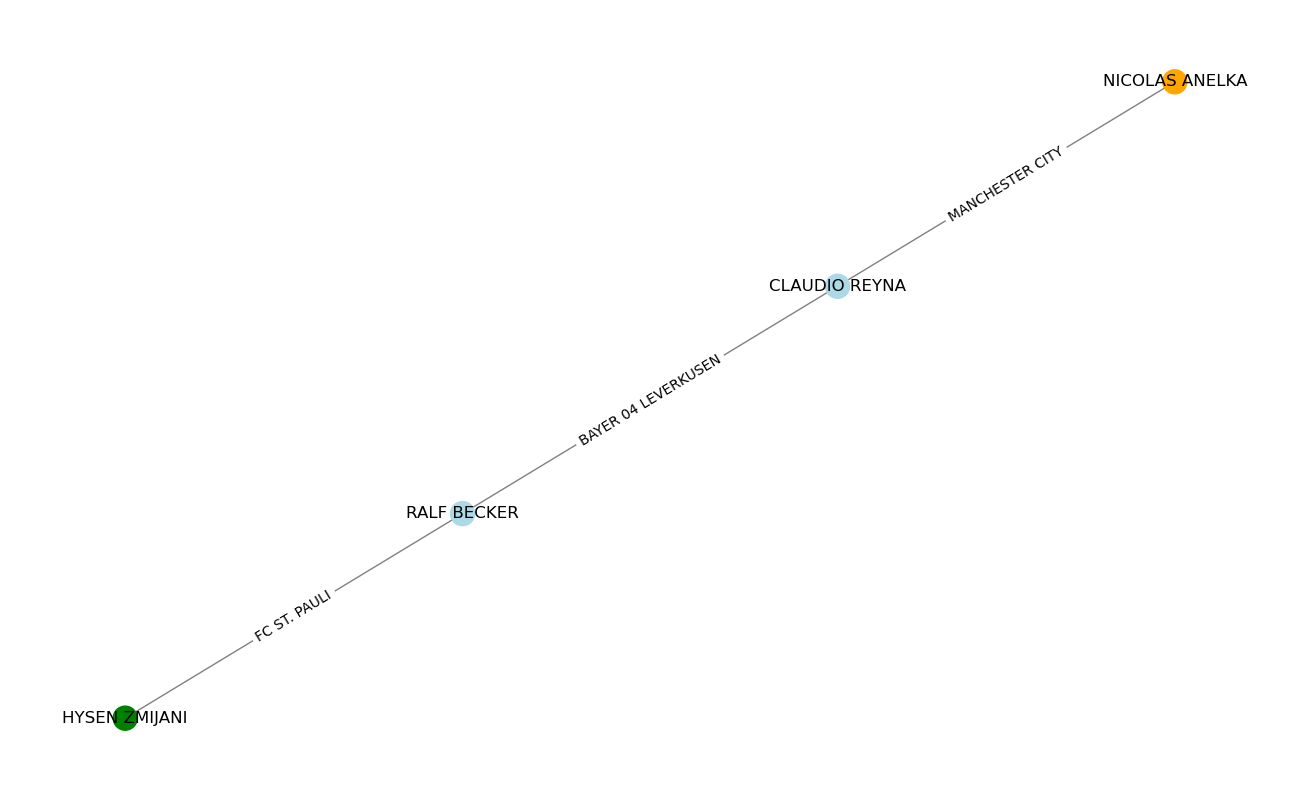 NICOLAS ANELKA
MANCHESTER CITY
CLAUDIO REYNA
BAYER 04 LEVERKUSEN
RALF BECKER
FC ST. PAULI
HYSEN ZMIJANI